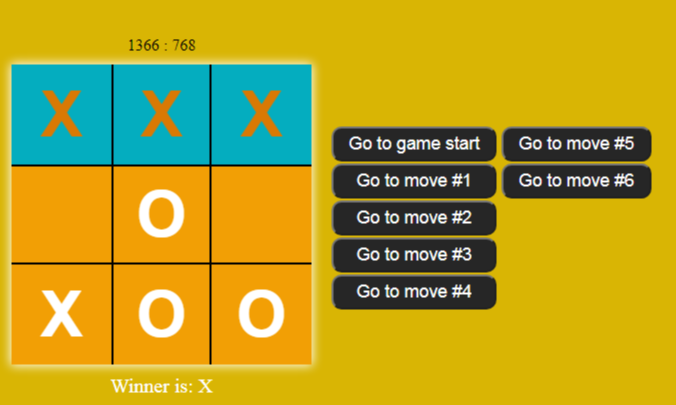 1366 : 768
X X X
O
X O O
Winner is: X
Go to game start
Go to move #1
Go to move #2
Go to move #3
Go to move #4
Go to move #5
Go to move #6